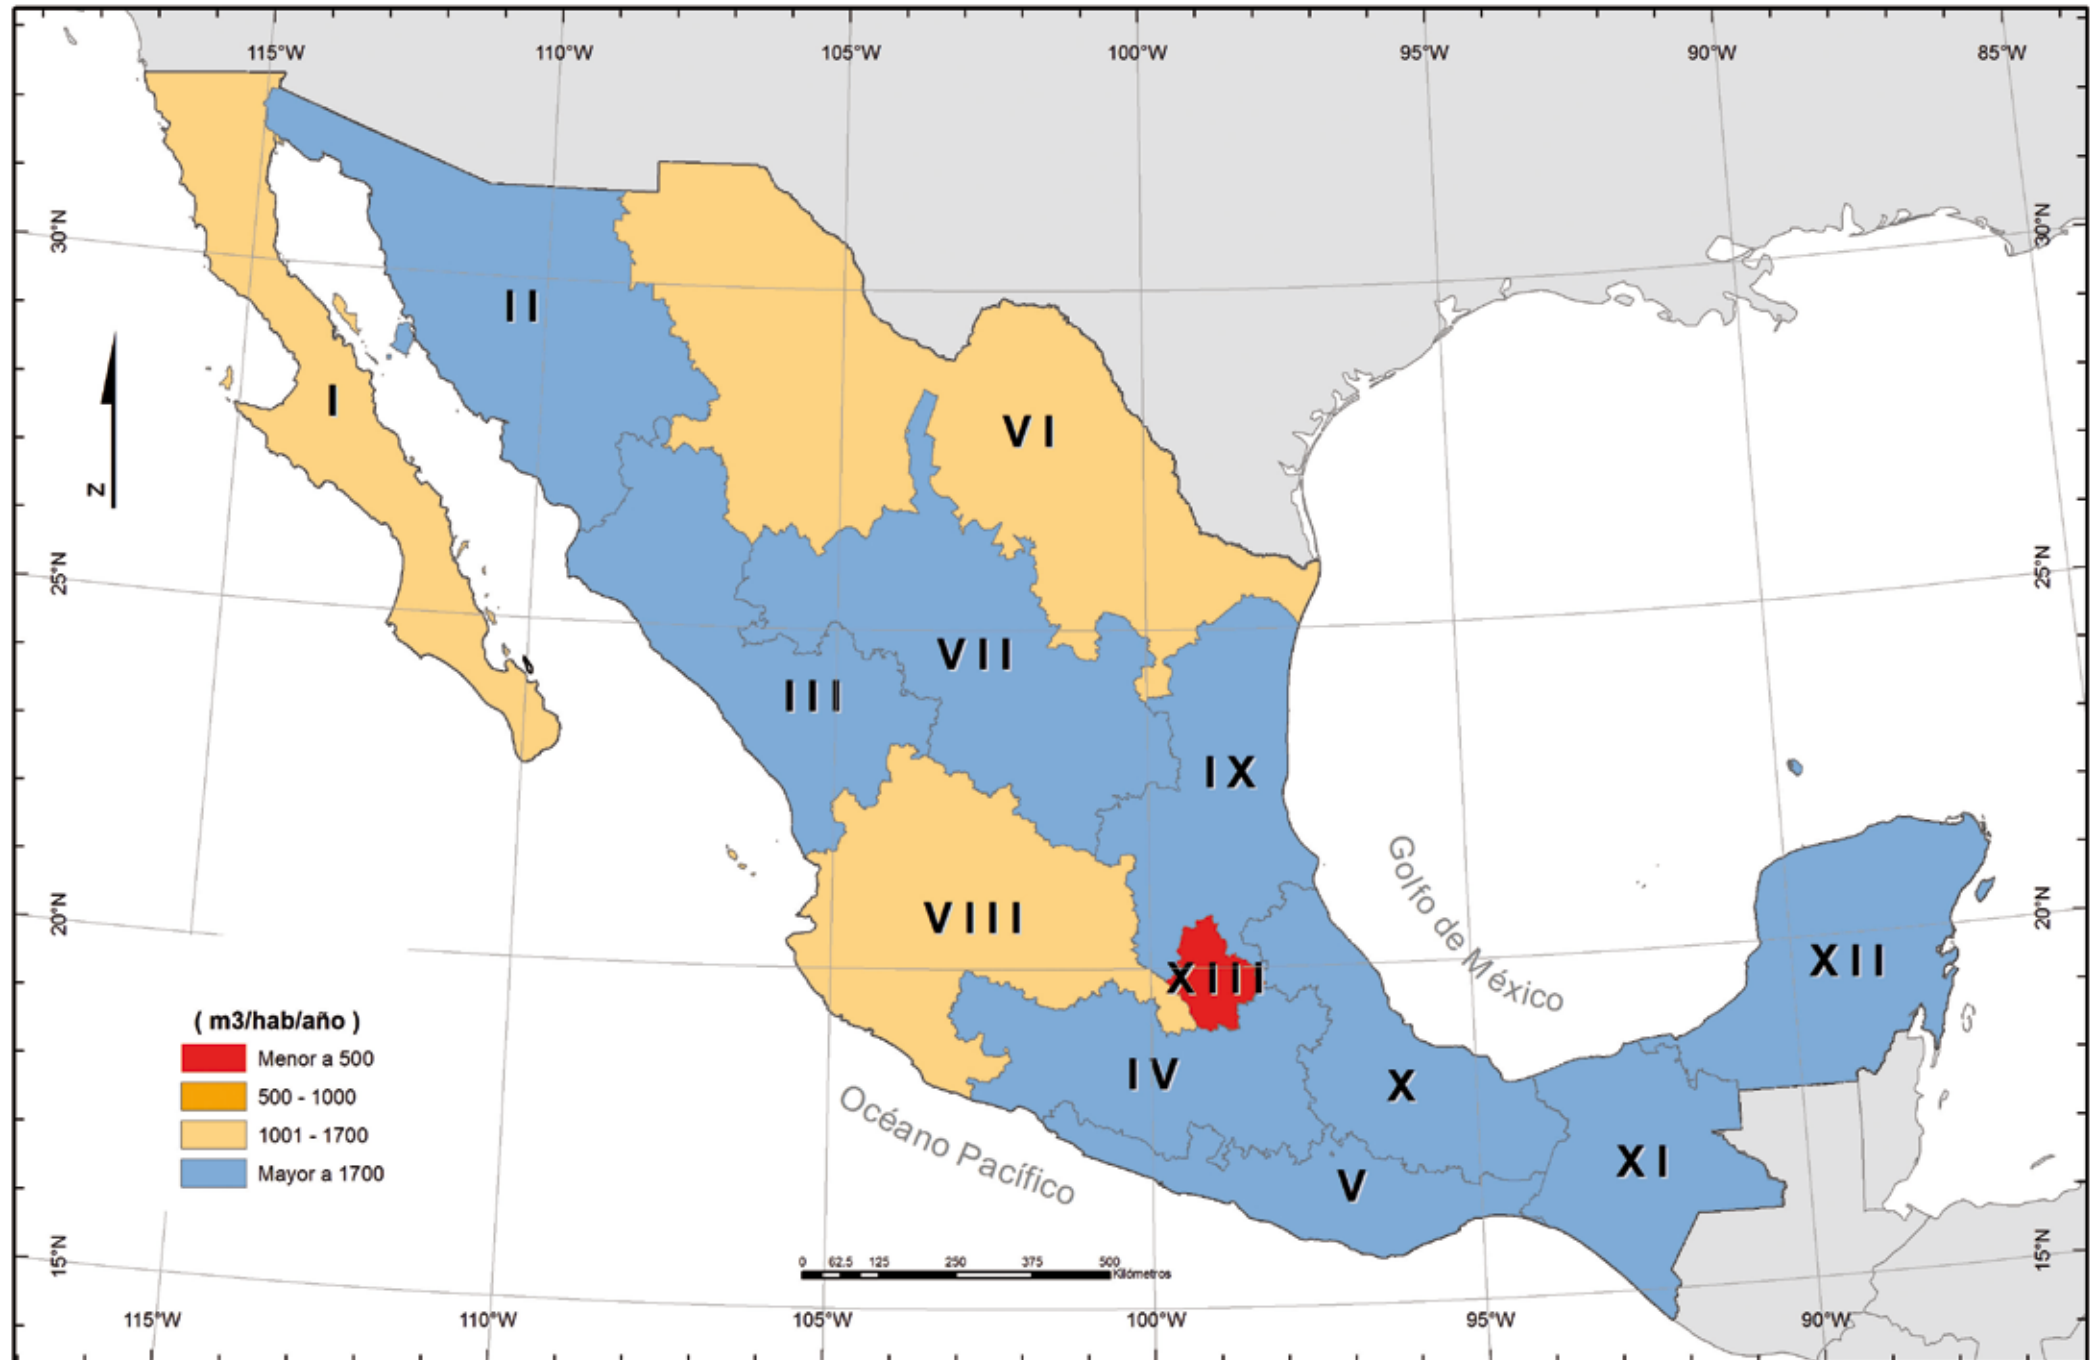 115°W 110°W 105°W 100°W 95°W 90°W 85°W
30°N 30°N
II
I
VI
N
25°N 25°N
VII
III
IX
Golfo de México
20°N 20°N
VIII
XII
XIII
( m3/hab/año )
Menor a 500
500 - 1000
1001 - 1700
Mayor a 1700
IV
X
Océano Pacífico
XI
V
15°N 15°N
0 62.5 125 250 375 500
Kilómetros
115°W 110°W 105°W 100°W 95°W 90°W